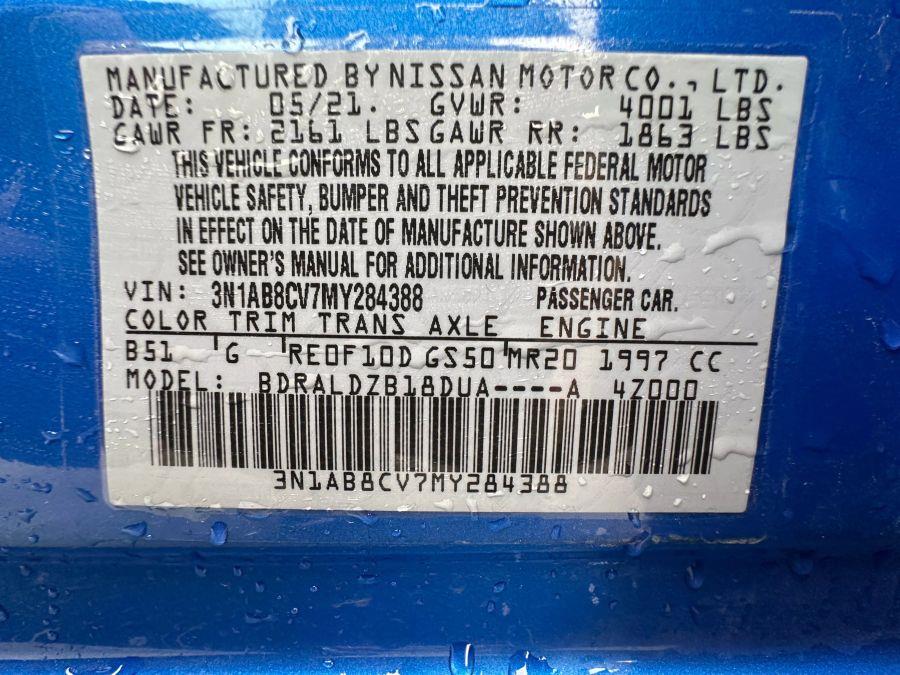 MANUFACTURED BY NISSAN MOTOR CO., LTD.
DATE: 05/21. GVWR: 4001 LBS
GAWR FR: 2161 LBS GAWR RR: 1863 LBS
THIS VEHICLE CONFORMS TO ALL APPLICABLE FEDERAL MOTOR
VEHICLE SAFETY, BUMPER AND THEFT PREVENTION STANDARDS
IN EFFECT ON THE DATE OF MANUFACTURE SHOWN ABOVE.
SEE OWNER'S MANUAL FOR ADDITIONAL INFORMATION.
VIN: 3N1AB8CV7MY284388 PASSENGER CAR.
COLOR TRIM TRANS AXLE ENGINE
B51 G RE0F10D GS50 MR20 1997 CC
MODEL: BDRALDZB18DUA----A 4Z000
3N1AB8CV7MY284388